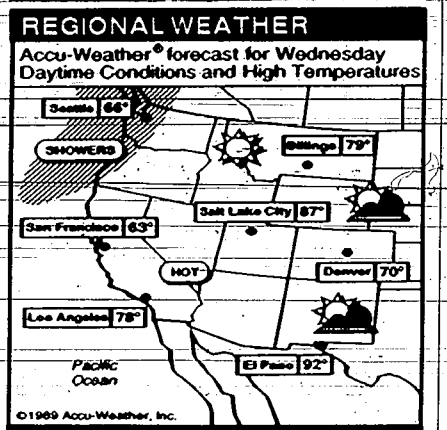 REGIONAL WEATHER
Accu-Weather® forecast for Wednesday
Daytime Conditions and High Temperatures
Seattle 66°
SHOWERS
Billings 79°
Salt Lake City 87°
San Francisco 63°
HOT
Denver 70°
Los Angeles 78°
Pacific
Ocean
El Paso 92°
©1989 Accu-Weather, Inc.